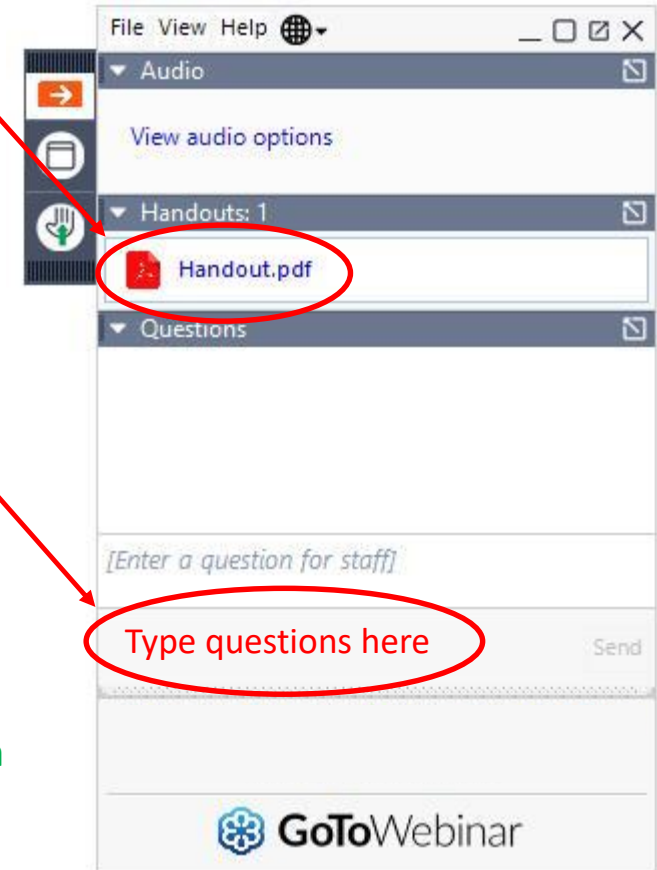 File View Help
Audio
View audio options
Handouts: 1
Handout.pdf
Questions
[Enter a question for staff]
Type questions here
Send
GoToWebinar